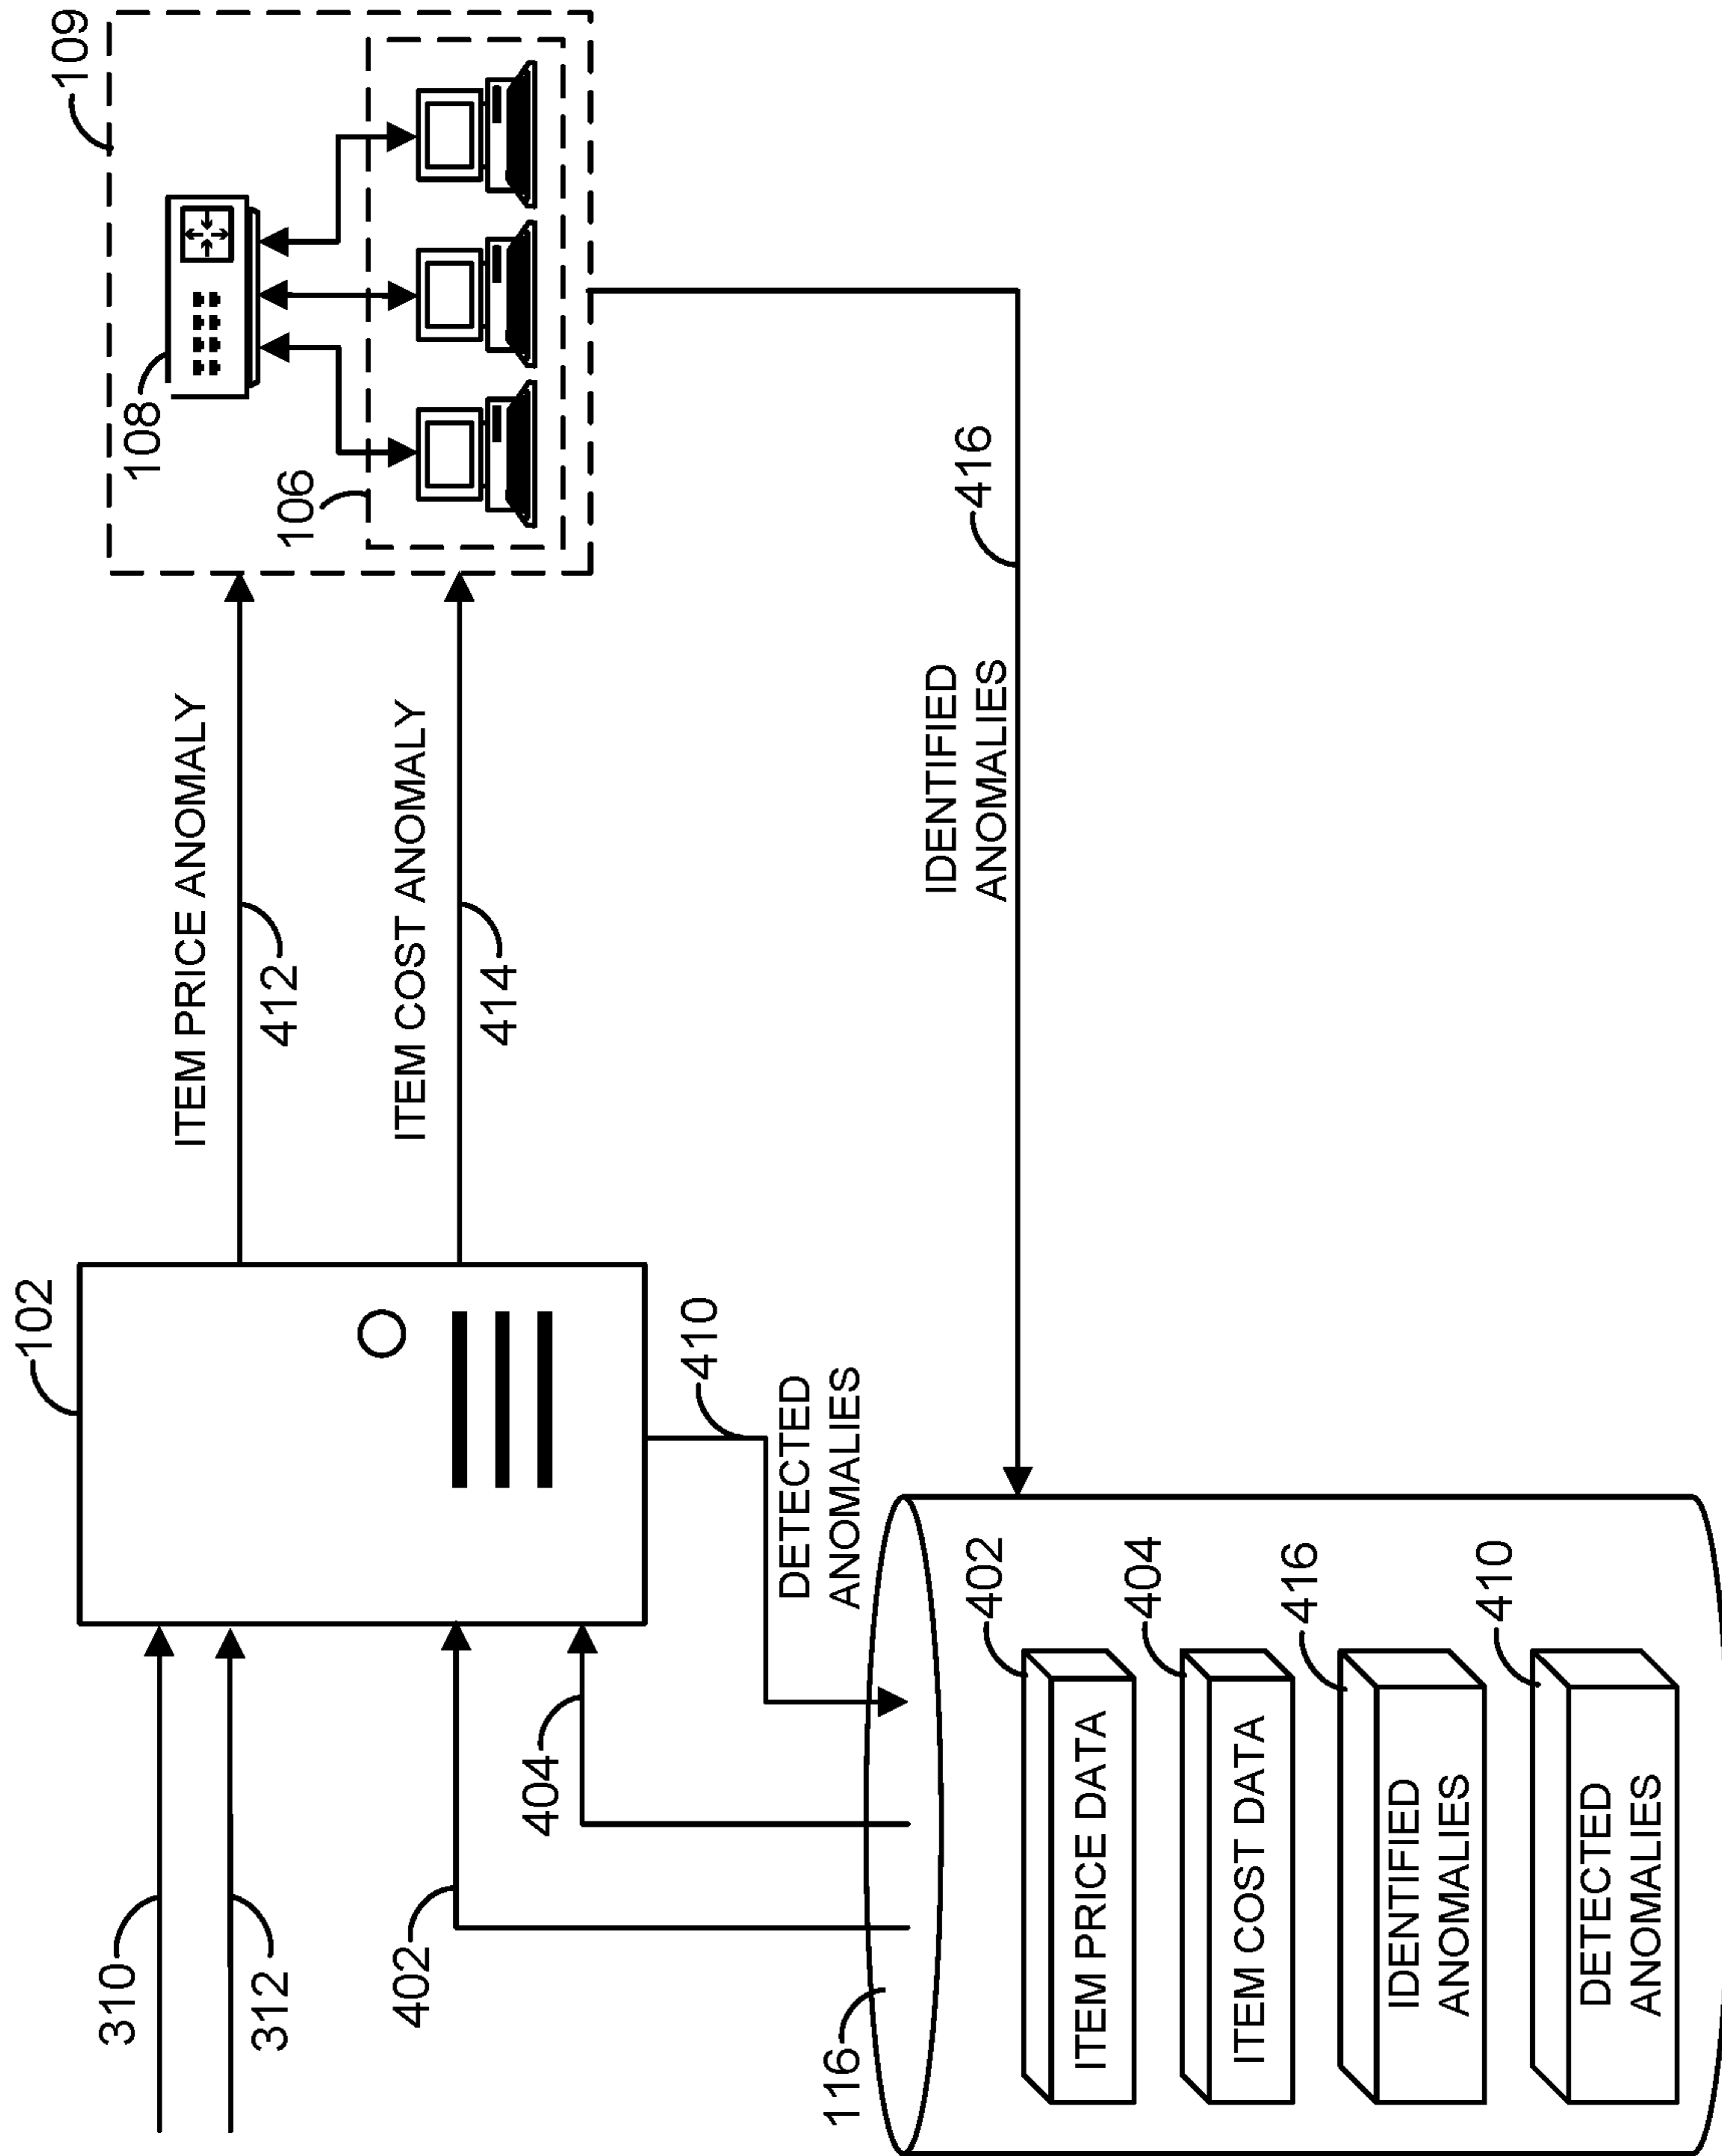 109
108
106
102
ITEM PRICE ANOMALY
412
ITEM COST ANOMALY
414
310
312
402
404
410
DETECTED
ANOMALIES
IDENTIFIED
ANOMALIES
416
116
402
ITEM PRICE DATA
404
ITEM COST DATA
416
IDENTIFIED
ANOMALIES
410
DETECTED
ANOMALIES